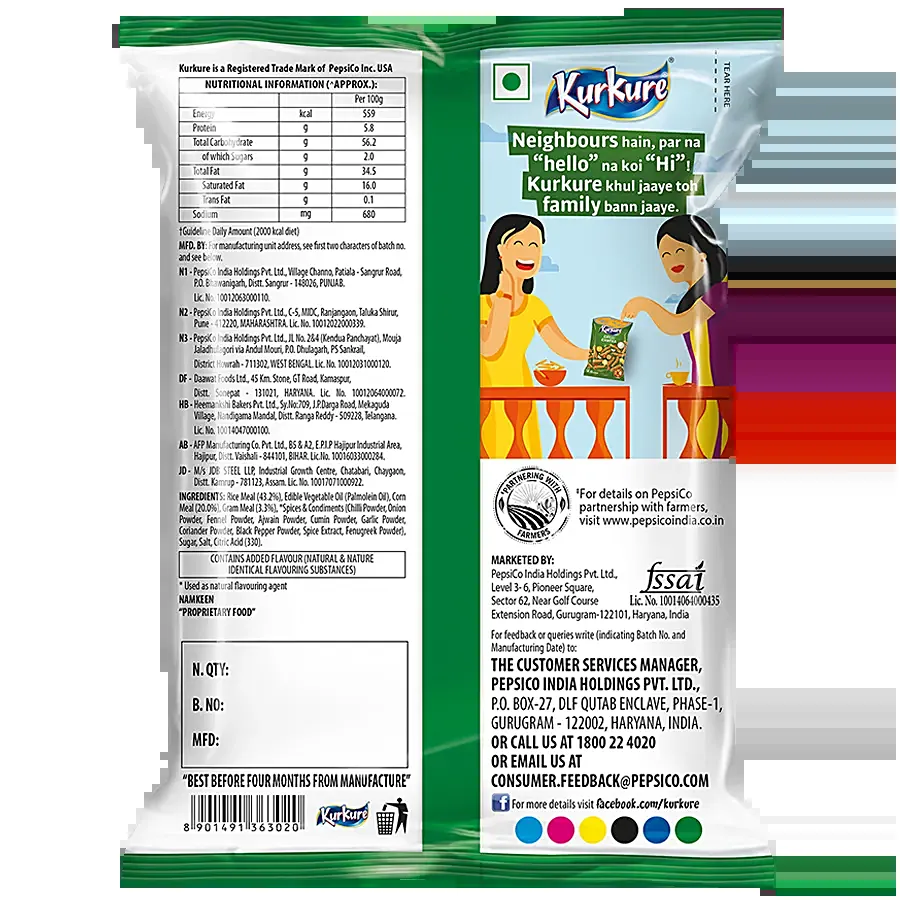 Kurkure is a Registered Trade Mark of PepsiCo Inc. USA
NUTRITIONAL INFORMATION (^APPROX.):
Per 100g
Energy kcal 559
Protein g 5.8
Total Carbohydrate g 56.2
of which Sugars g 2.0
Total Fat g 34.5
Saturated Fat g 16.0
Trans Fat g 0.1
Sodium mg 680
†Guideline Daily Amount (2000 kcal diet)
MFD. BY: For manufacturing unit address, see first two characters of batch no.
and see below.
N1 - PepsiCo India Holdings Pvt. Ltd., Village Channo, Patiala - Sangrur Road,
P.O. Bhawanigarh, Distt. Sangrur - 148026, PUNJAB.
Lic. No. 10012063000110.
N2 - PepsiCo India Holdings Pvt. Ltd., C-5, MIDC, Ranjangaon, Taluka Shirur,
Pune - 412220, MAHARASHTRA. Lic. No. 10012022000339.
N3 - PepsiCo India Holdings Pvt. Ltd., JL No. 2&4 (Kendua Panchayat), Mouja
Jaladhulagori via Andul Mouri, P.O. Dhulagarh, PS Sankrail,
District Howrah - 711302, WEST BENGAL. Lic. No. 10012031000120.
DF - Daawat Foods Ltd., 45 Km. Stone, GT Road, Kamaspur,
Distt. Sonepat - 131021, HARYANA. Lic. No. 10012064000072.
HB - Heemankshi Bakers Pvt. Ltd., Sy.No:709, J.P.Darga Road, Mekaguda
Village, Nandigama Mandal, Distt. Ranga Reddy - 509228, Telangana.
Lic. No. 10014047000100.
AB - AFP Manufacturing Co. Pvt. Ltd., B5 & A2, E.P.I.P Hajipur Industrial Area,
Hajipur, Distt. Vaishali - 844101, BIHAR. Lic.No. 10016033000284.
JD - M/s JDB STEEL LLP, Industrial Growth Centre, Chatabari, Chaygaon,
Distt. Kamrup - 781123, Assam. Lic. No. 10017071000922.
INGREDIENTS: Rice Meal (43.2%), Edible Vegetable Oil (Palmolein Oil), Corn
Meal (20.0%), Gram Meal (3.3%), *Spices & Condiments (Chilli Powder, Onion
Powder, Fennel Powder, Ajwain Powder, Cumin Powder, Garlic Powder,
Coriander Powder, Black Pepper Powder, Spice Extract, Fenugreek Powder),
Sugar, Salt, Citric Acid (330).
CONTAINS ADDED FLAVOUR (NATURAL & NATURE
IDENTICAL FLAVOURING SUBSTANCES)
* Used as natural flavouring agent
NAMKEEN
"PROPRIETARY FOOD"
N. QTY:
B. NO:
MFD:
"BEST BEFORE FOUR MONTHS FROM MANUFACTURE"
8 901491 363020
Kurkure
TEAR HERE
Kurkure®
Neighbours hain, par na
"hello" na koi "Hi"!
Kurkure khul jaaye toh
family bann jaaye.
Kurkure
PARTNERING WITH
FARMERS
‡For details on PepsiCo
partnership with farmers,
visit www.pepsicoindia.co.in
MARKETED BY:
PepsiCo India Holdings Pvt. Ltd.,
Level 3- 6, Pioneer Square,
Sector 62, Near Golf Course
Extension Road, Gurugram-122101, Haryana, India
fssai
Lic. No. 10014064000435
For feedback or queries write (indicating Batch No. and
Manufacturing Date) to:
THE CUSTOMER SERVICES MANAGER,
PEPSICO INDIA HOLDINGS PVT. LTD.,
P.O. BOX-27, DLF QUTAB ENCLAVE, PHASE-1,
GURUGRAM - 122002, HARYANA, INDIA.
OR CALL US AT 1800 22 4020
OR EMAIL US AT
CONSUMER.FEEDBACK@PEPSICO.COM
f For more details visit facebook.com/kurkure